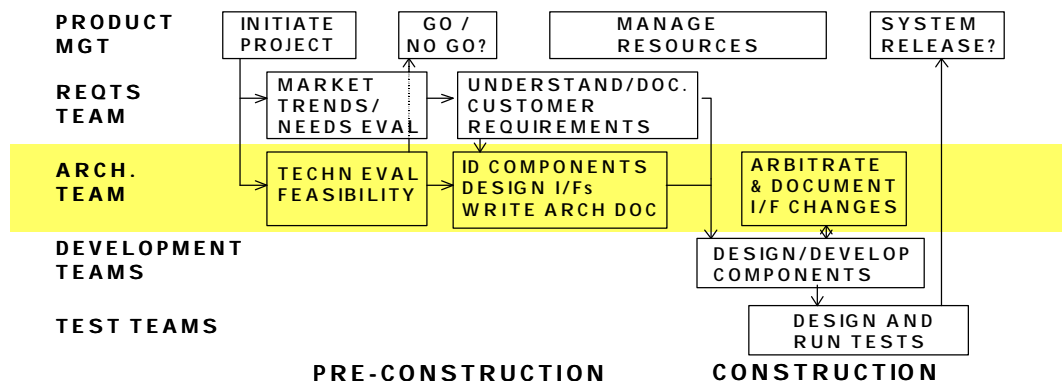 PRODUCT
MGT
INITIATE
PROJECT
GO /
NO GO?
MANAGE
RESOURCES
SYSTEM
RELEASE?
REQTS
TEAM
MARKET
TRENDS/
NEEDS EVAL
UNDERSTAND/DOC.
CUSTOMER
REQUIREMENTS
ARCH.
TEAM
TECHN EVAL
FEASIBILITY
ID COMPONENTS
DESIGN I/Fs
WRITE ARCH DOC
ARBITRATE
& DOCUMENT
I/F CHANGES
DEVELOPMENT
TEAMS
DESIGN/DEVELOP
COMPONENTS
TEST TEAMS
DESIGN AND
RUN TESTS
PRE-CONSTRUCTION
CONSTRUCTION